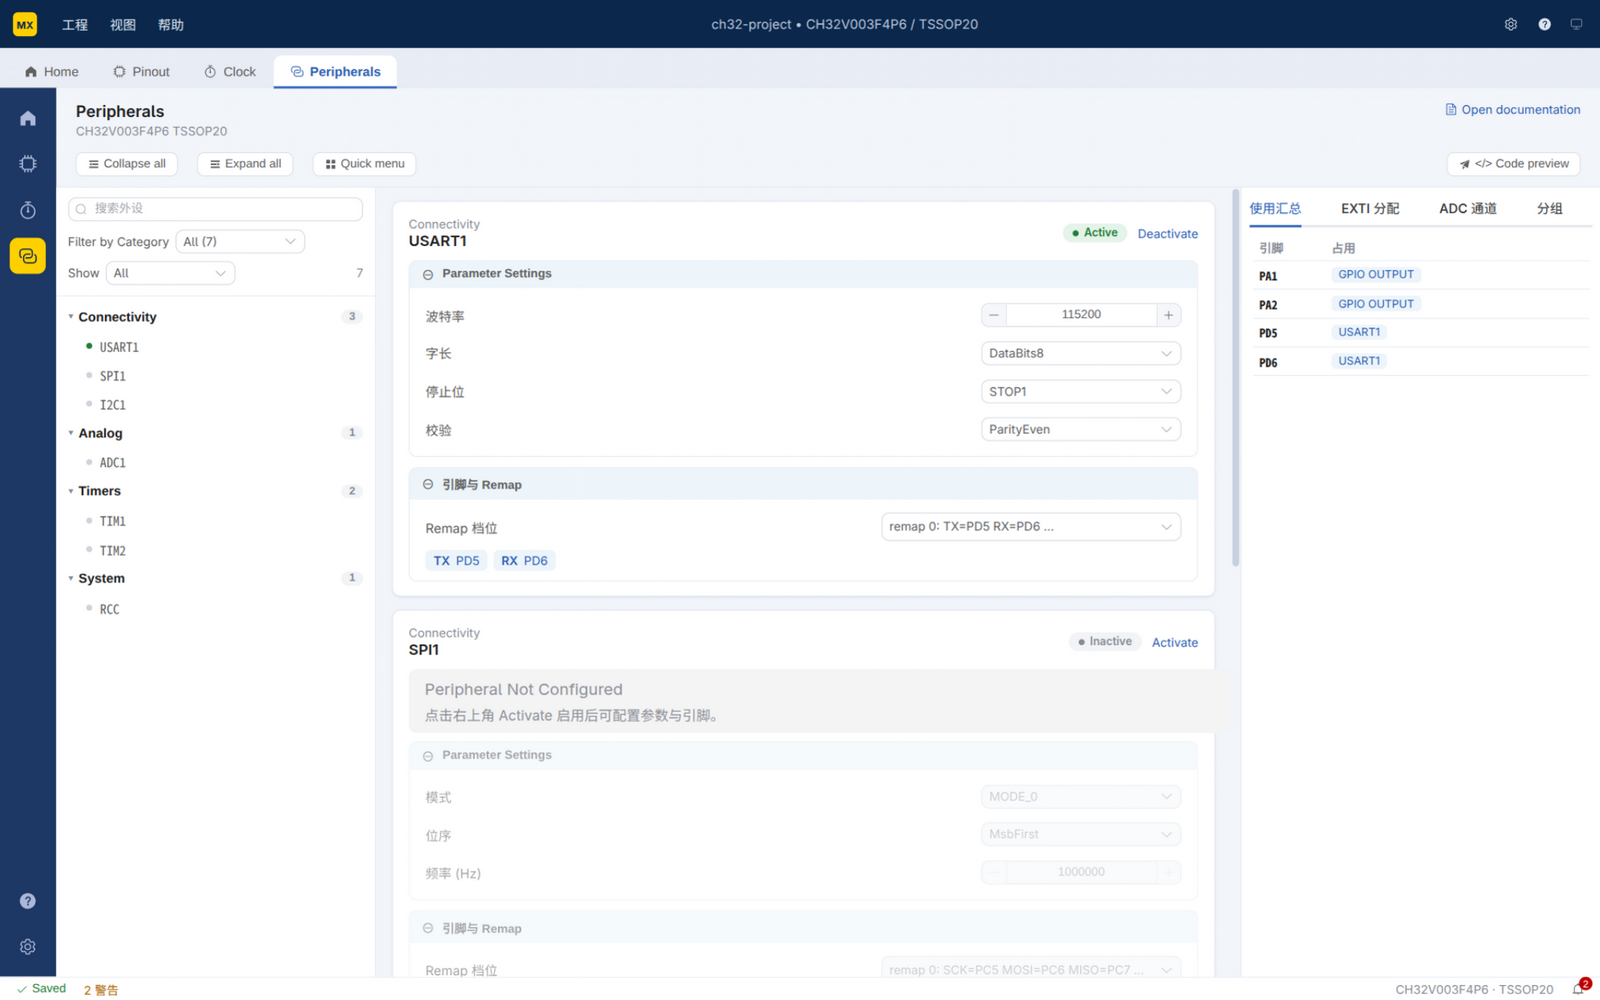 MX 工程 视图 帮助 ch32-project • CH32V003F4P6 / TSSOP20
Home Pinout Clock Peripherals
Peripherals
CH32V003F4P6 TSSOP20
Open documentation
Collapse all Expand all Quick menu </> Code preview
搜索外设
Filter by Category All (7)
Show All 7
Connectivity 3
USART1
SPI1
I2C1
Analog 1
ADC1
Timers 2
TIM1
TIM2
System 1
RCC
Connectivity
USART1
Active Deactivate
Parameter Settings
波特率 115200
字长 DataBits8
停止位 STOP1
校验 ParityEven
引脚与 Remap
Remap 档位 remap 0: TX=PD5 RX=PD6 ...
TX PD5 RX PD6
Connectivity
SPI1
Inactive Activate
Peripheral Not Configured
点击右上角 Activate 启用后可配置参数与引脚。
Parameter Settings
模式 MODE_0
位序 MsbFirst
频率 (Hz) 1000000
引脚与 Remap
Remap 档位 remap 0: SCK=PC5 MOSI=PC6 MISO=PC7 ...
使用汇总 EXTI 分配 ADC 通道 分组
引脚 占用
PA1 GPIO OUTPUT
PA2 GPIO OUTPUT
PD5 USART1
PD6 USART1
Saved 2 警告 CH32V003F4P6 · TSSOP20 2